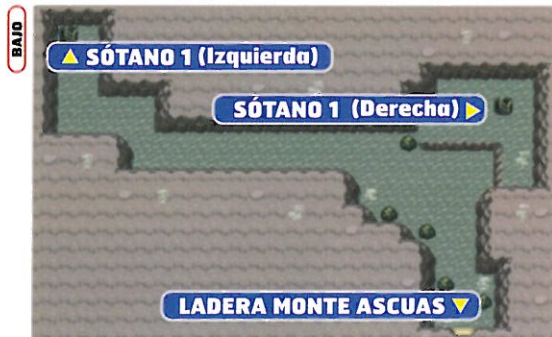 BAJO
▲ SÓTANO 1 (Izquierda)
SÓTANO 1 (Derecha) ▶
LADERA MONTE ASCUAS ▼